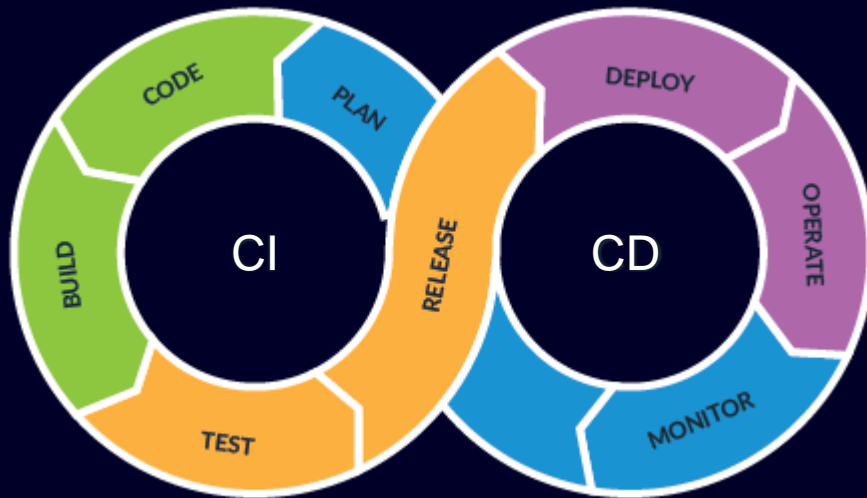 PLAN
CODE
BUILD
TEST
RELEASE
DEPLOY
OPERATE
MONITOR
CI
CD